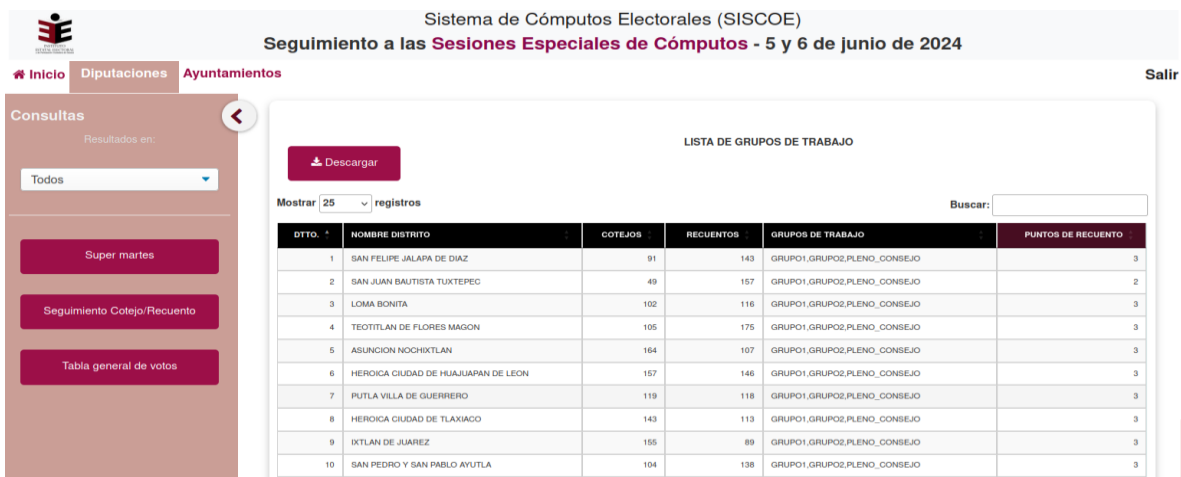 Sistema de Cómputos Electorales (SISCOE)
Seguimiento a las Sesiones Especiales de Cómputos - 5 y 6 de junio de 2024
Inicio Diputaciones Ayuntamientos Salir
Consultas
Resultados en:
Todos
Super martes
Seguimiento Cotejo/Recuento
Tabla general de votos
LISTA DE GRUPOS DE TRABAJO
Descargar
Mostrar 25 registros
Buscar:
DTTO. NOMBRE DISTRITO COTEJOS RECUENTOS GRUPOS DE TRABAJO PUNTOS DE RECUENTO
1 SAN FELIPE JALAPA DE DIAZ 91 143 GRUPO1,GRUPO2,PLENO_CONSEJO 3
2 SAN JUAN BAUTISTA TUXTEPEC 49 157 GRUPO1,GRUPO2,PLENO_CONSEJO 2
3 LOMA BONITA 102 116 GRUPO1,GRUPO2,PLENO_CONSEJO 3
4 TEOTITLAN DE FLORES MAGON 105 175 GRUPO1,GRUPO2,PLENO_CONSEJO 3
5 ASUNCION NOCHIXTLAN 164 107 GRUPO1,GRUPO2,PLENO_CONSEJO 3
6 HEROICA CIUDAD DE HUAJUAPAN DE LEON 157 146 GRUPO1,GRUPO2,PLENO_CONSEJO 3
7 PUTLA VILLA DE GUERRERO 119 118 GRUPO1,GRUPO2,PLENO_CONSEJO 3
8 HEROICA CIUDAD DE TLAXIACO 143 113 GRUPO1,GRUPO2,PLENO_CONSEJO 3
9 IXTLAN DE JUAREZ 155 89 GRUPO1,GRUPO2,PLENO_CONSEJO 3
10 SAN PEDRO Y SAN PABLO AYUTLA 104 138 GRUPO1,GRUPO2,PLENO_CONSEJO 3